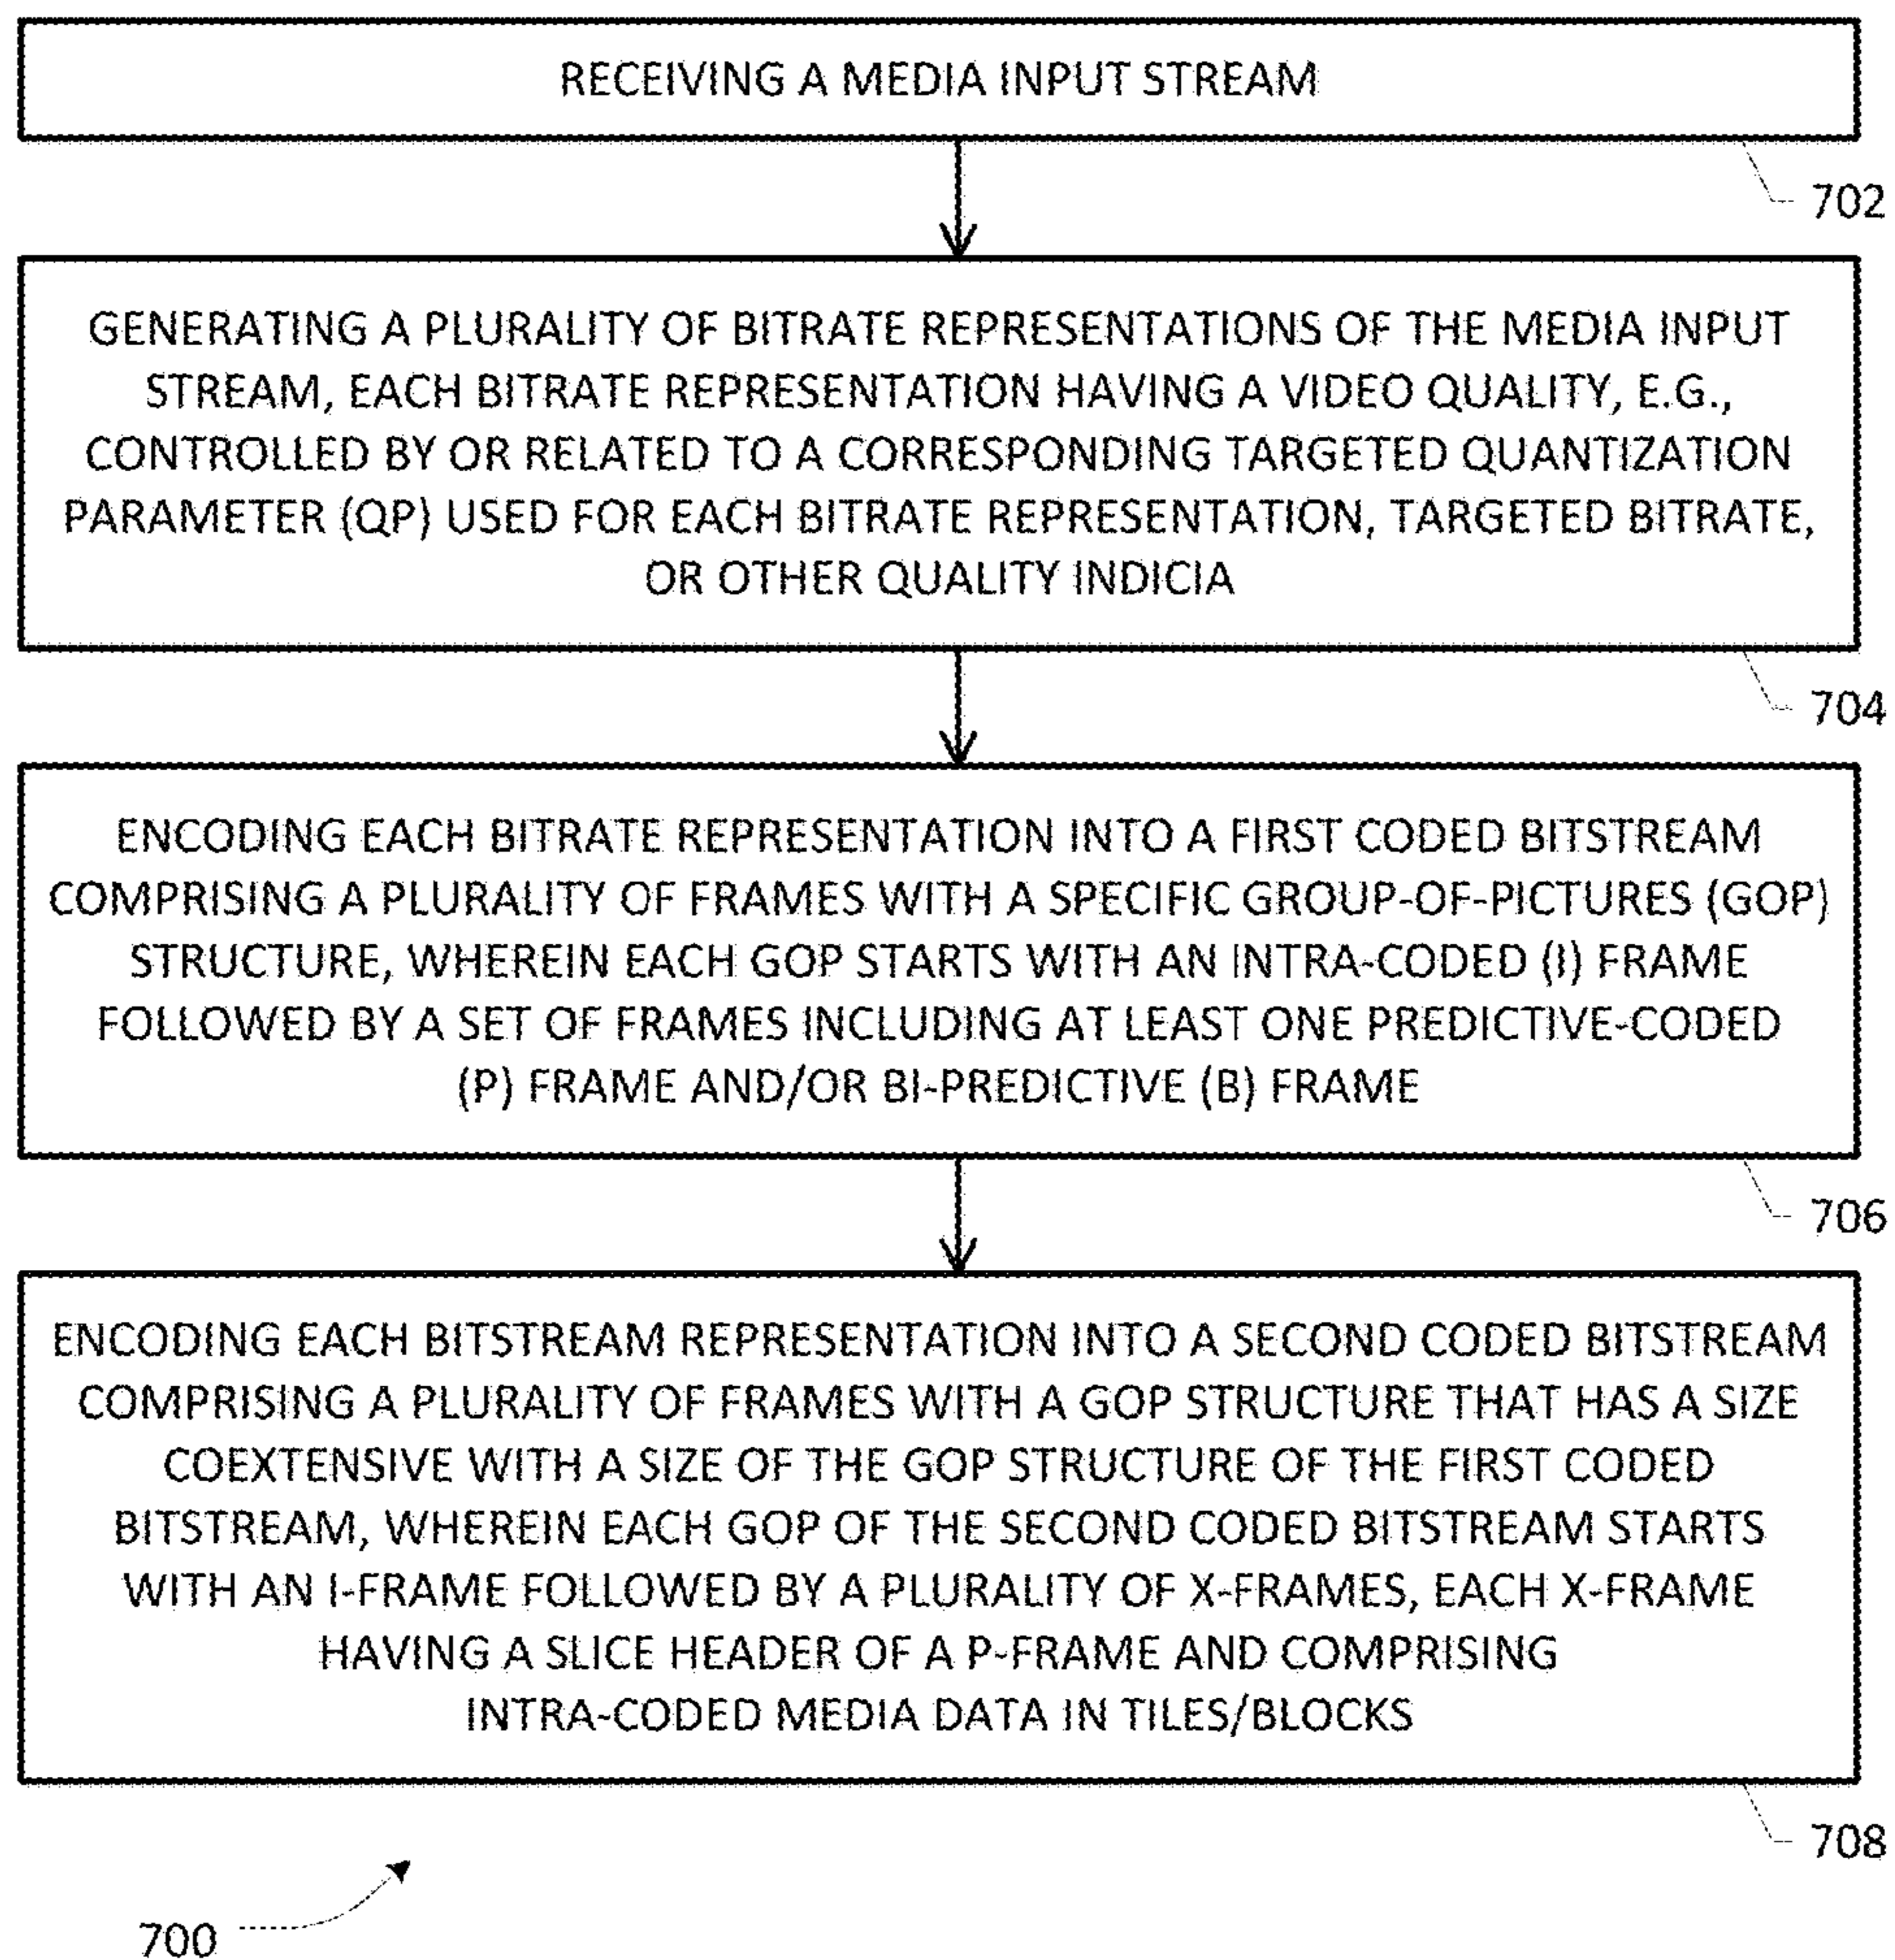 RECEIVING A MEDIA INPUT STREAM
702
GENERATING A PLURALITY OF BITRATE REPRESENTATIONS OF THE MEDIA INPUT
STREAM, EACH BITRATE REPRESENTATION HAVING A VIDEO QUALITY, E.G.,
CONTROLLED BY OR RELATED TO A CORRESPONDING TARGETED QUANTIZATION
PARAMETER (QP) USED FOR EACH BITRATE REPRESENTATION, TARGETED BITRATE,
OR OTHER QUALITY INDICIA
704
ENCODING EACH BITRATE REPRESENTATION INTO A FIRST CODED BITSTREAM
COMPRISING A PLURALITY OF FRAMES WITH A SPECIFIC GROUP-OF-PICTURES (GOP)
STRUCTURE, WHEREIN EACH GOP STARTS WITH AN INTRA-CODED (I) FRAME
FOLLOWED BY A SET OF FRAMES INCLUDING AT LEAST ONE PREDICTIVE-CODED
(P) FRAME AND/OR BI-PREDICTIVE (B) FRAME
706
ENCODING EACH BITSTREAM REPRESENTATION INTO A SECOND CODED BITSTREAM
COMPRISING A PLURALITY OF FRAMES WITH A GOP STRUCTURE THAT HAS A SIZE
COEXTENSIVE WITH A SIZE OF THE GOP STRUCTURE OF THE FIRST CODED
BITSTREAM, WHEREIN EACH GOP OF THE SECOND CODED BITSTREAM STARTS
WITH AN I-FRAME FOLLOWED BY A PLURALITY OF X-FRAMES, EACH X-FRAME
HAVING A SLICE HEADER OF A P-FRAME AND COMPRISING
INTRA-CODED MEDIA DATA IN TILES/BLOCKS
708
700